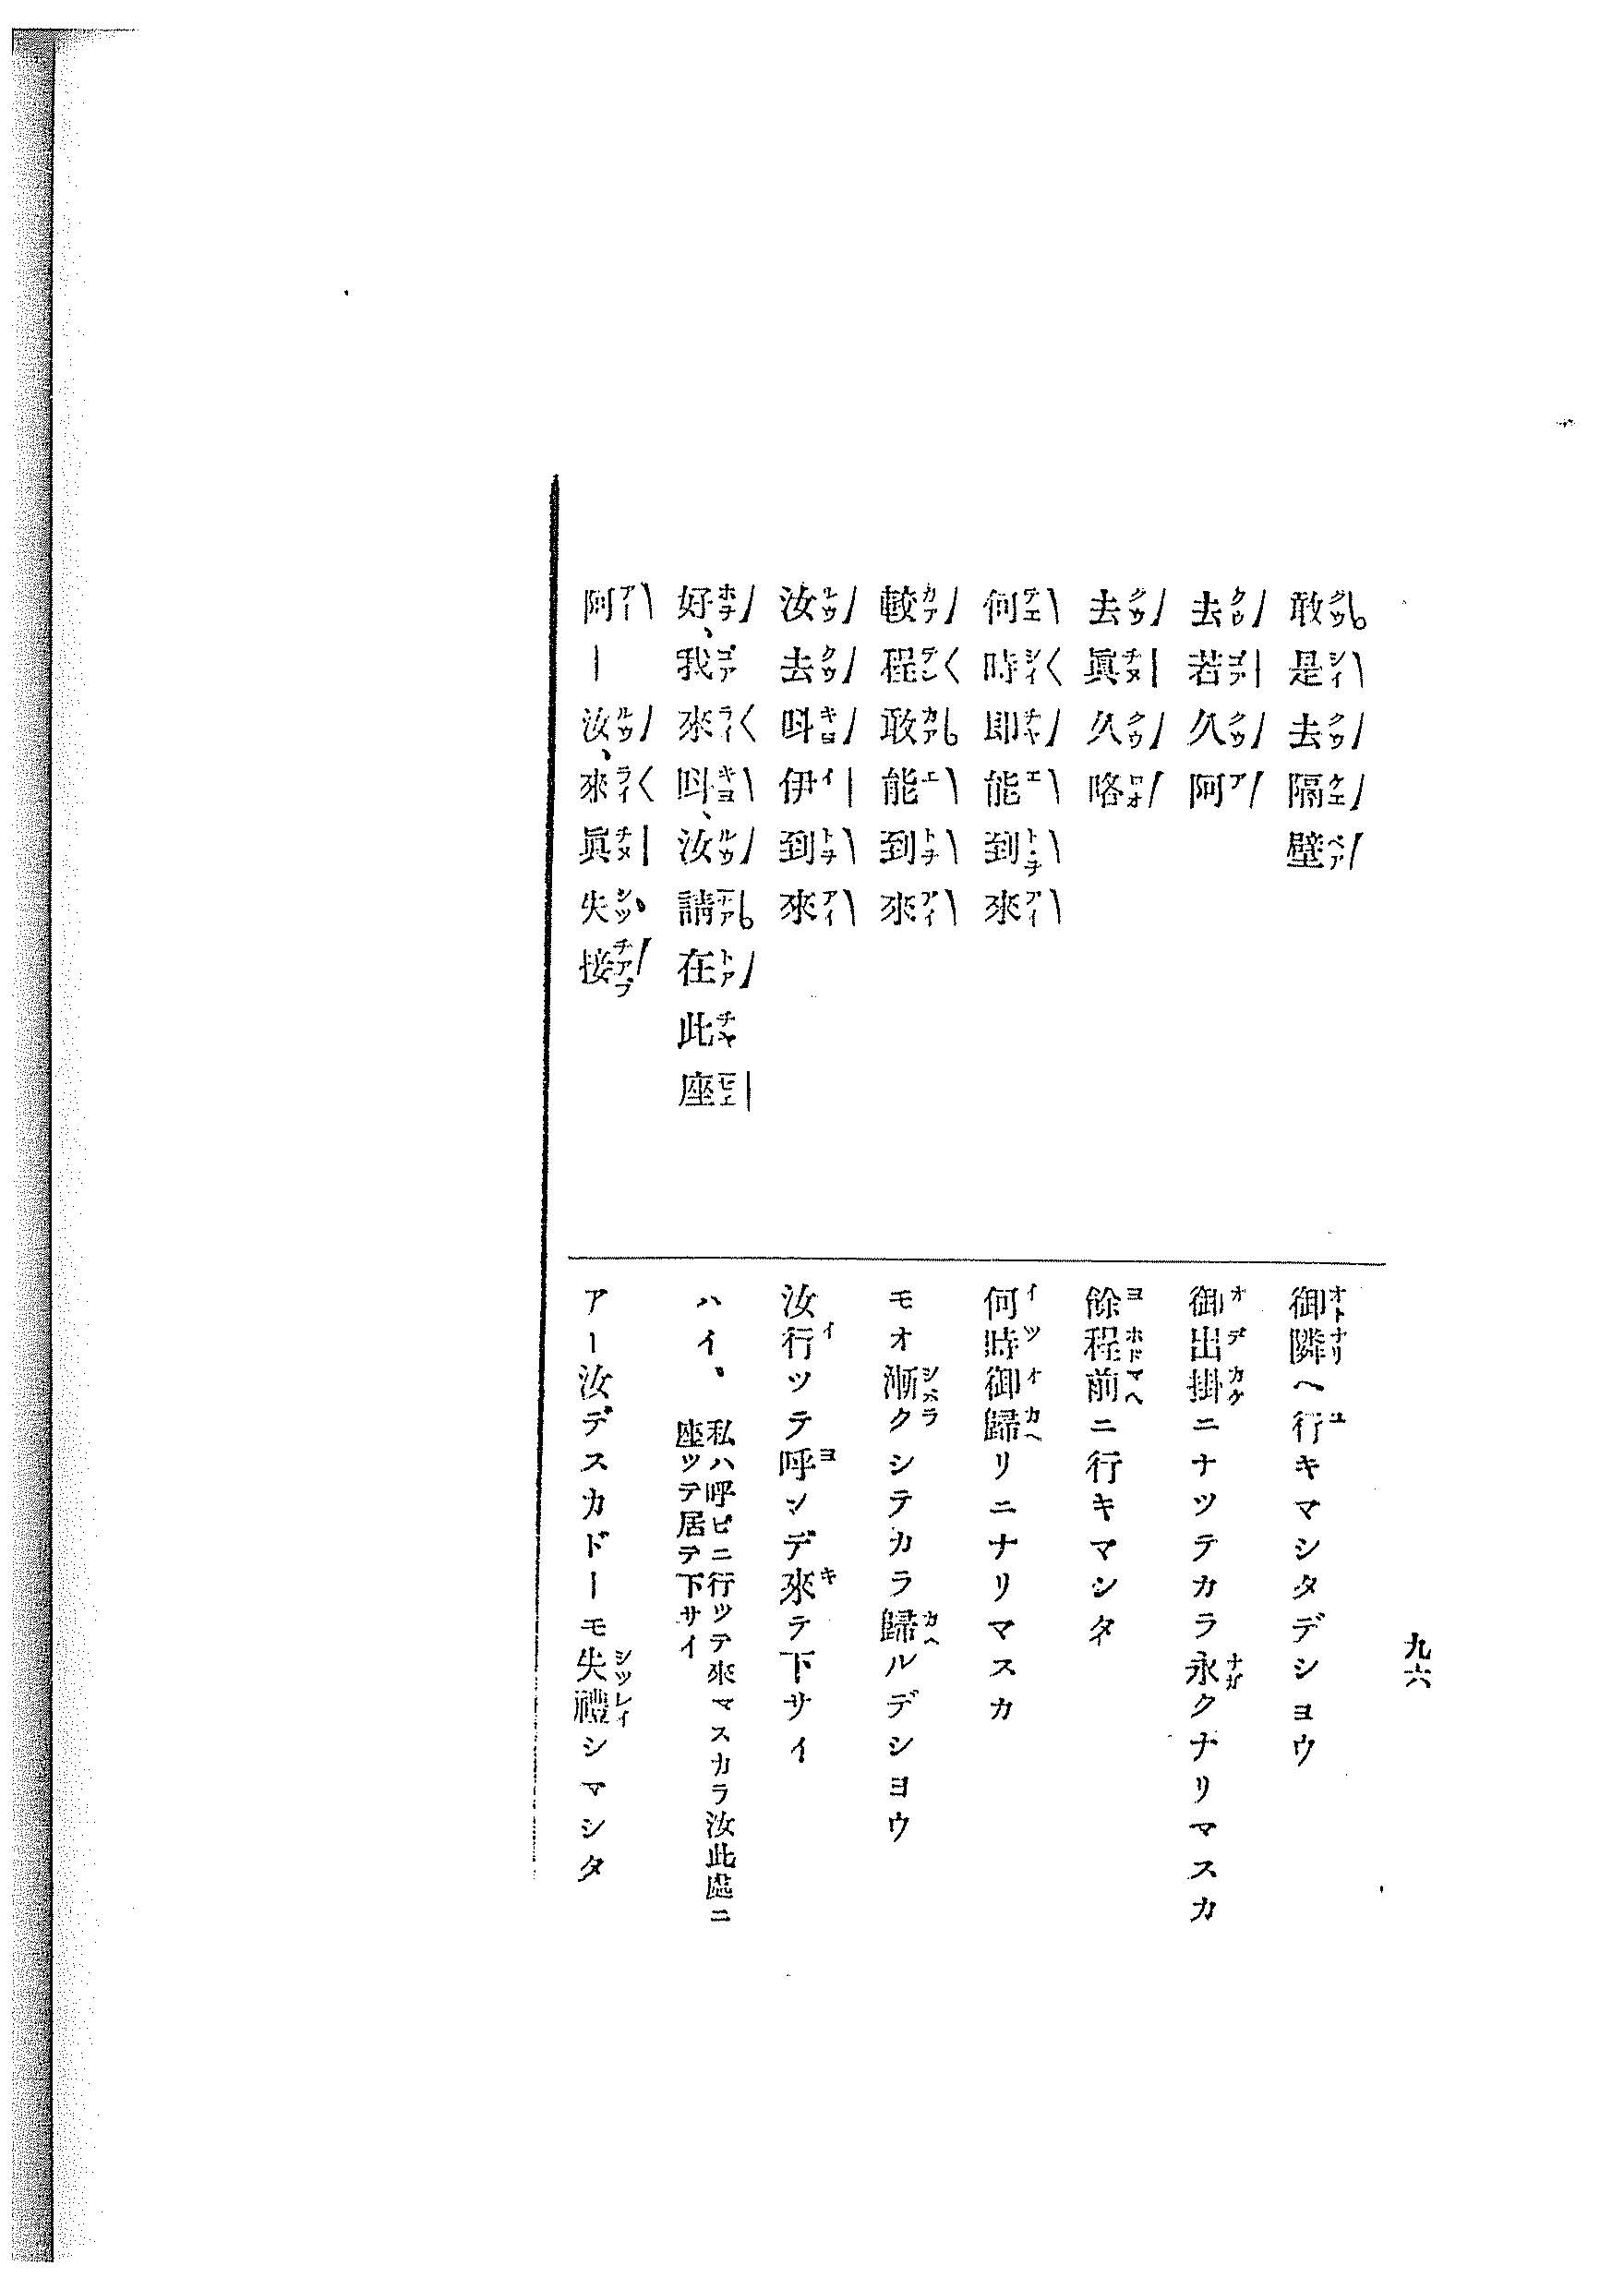 九六
敢是去隔壁
御隣ヘ行キマシタデシヨウ
去若久阿
御出掛ニナツテカラ永クナリマスカ
去眞久咯
餘程前ニ行キマシタ
何時即能到來
何時御歸リニナリマスカ
較程敢能到來
モオ漸クシテカラ歸ルデシヨウ
汝去呌伊到來
汝行ツテ呼ンデ來テ下サイ
好、我來呌、汝請在此座
ハイ、私ハ呼ビニ行ツテ來マスカラ汝此處ニ
座ツテ居テ下サイ
阿ー汝、來眞失接
アー汝デスカドーモ失禮シマシタ